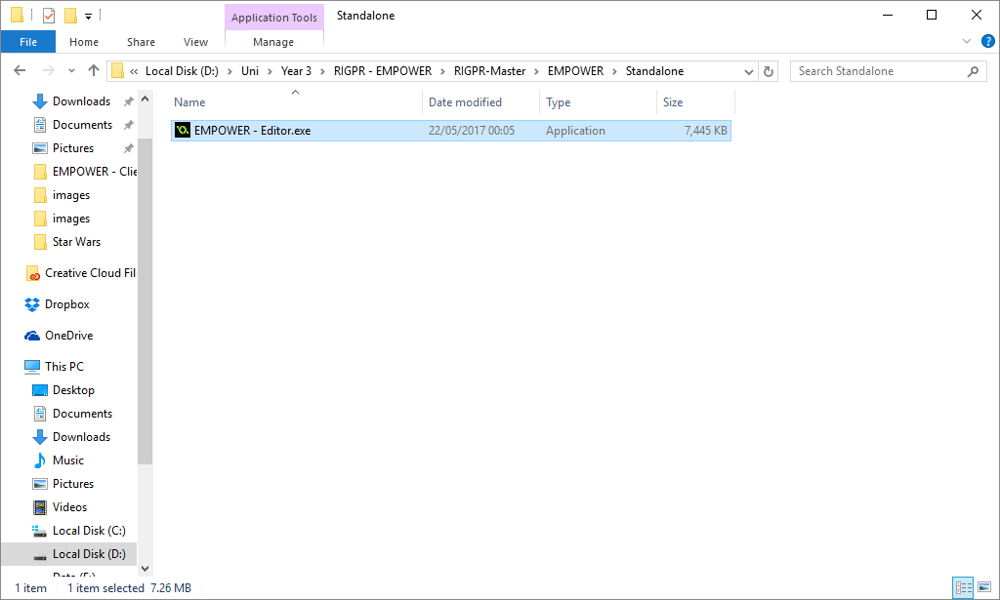 Application Tools Standalone
File Home Share View Manage
« Local Disk (D:) › Uni › Year 3 › RIGPR - EMPOWER › RIGPR-Master › EMPOWER › Standalone Search Standalone
Name Date modified Type Size
EMPOWER - Editor.exe 22/05/2017 00:05 Application 7,445 KB
Downloads
Documents
Pictures
EMPOWER - Clie
images
images
Star Wars
Creative Cloud Fil
Dropbox
OneDrive
This PC
Desktop
Documents
Downloads
Music
Pictures
Videos
Local Disk (C:)
Local Disk (D:)
1 item 1 item selected 7.26 MB